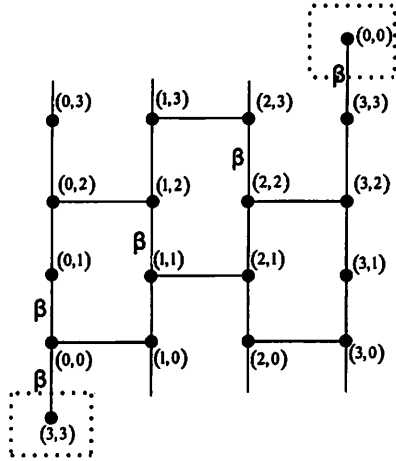 (0,0)
β
(0,3) (1,3) (2,3) (3,3)
β
(0,2) (1,2) (2,2) (3,2)
β
(0,1) (1,1) (2,1) (3,1)
β
(0,0) (1,0) (2,0) (3,0)
β
(3,3)